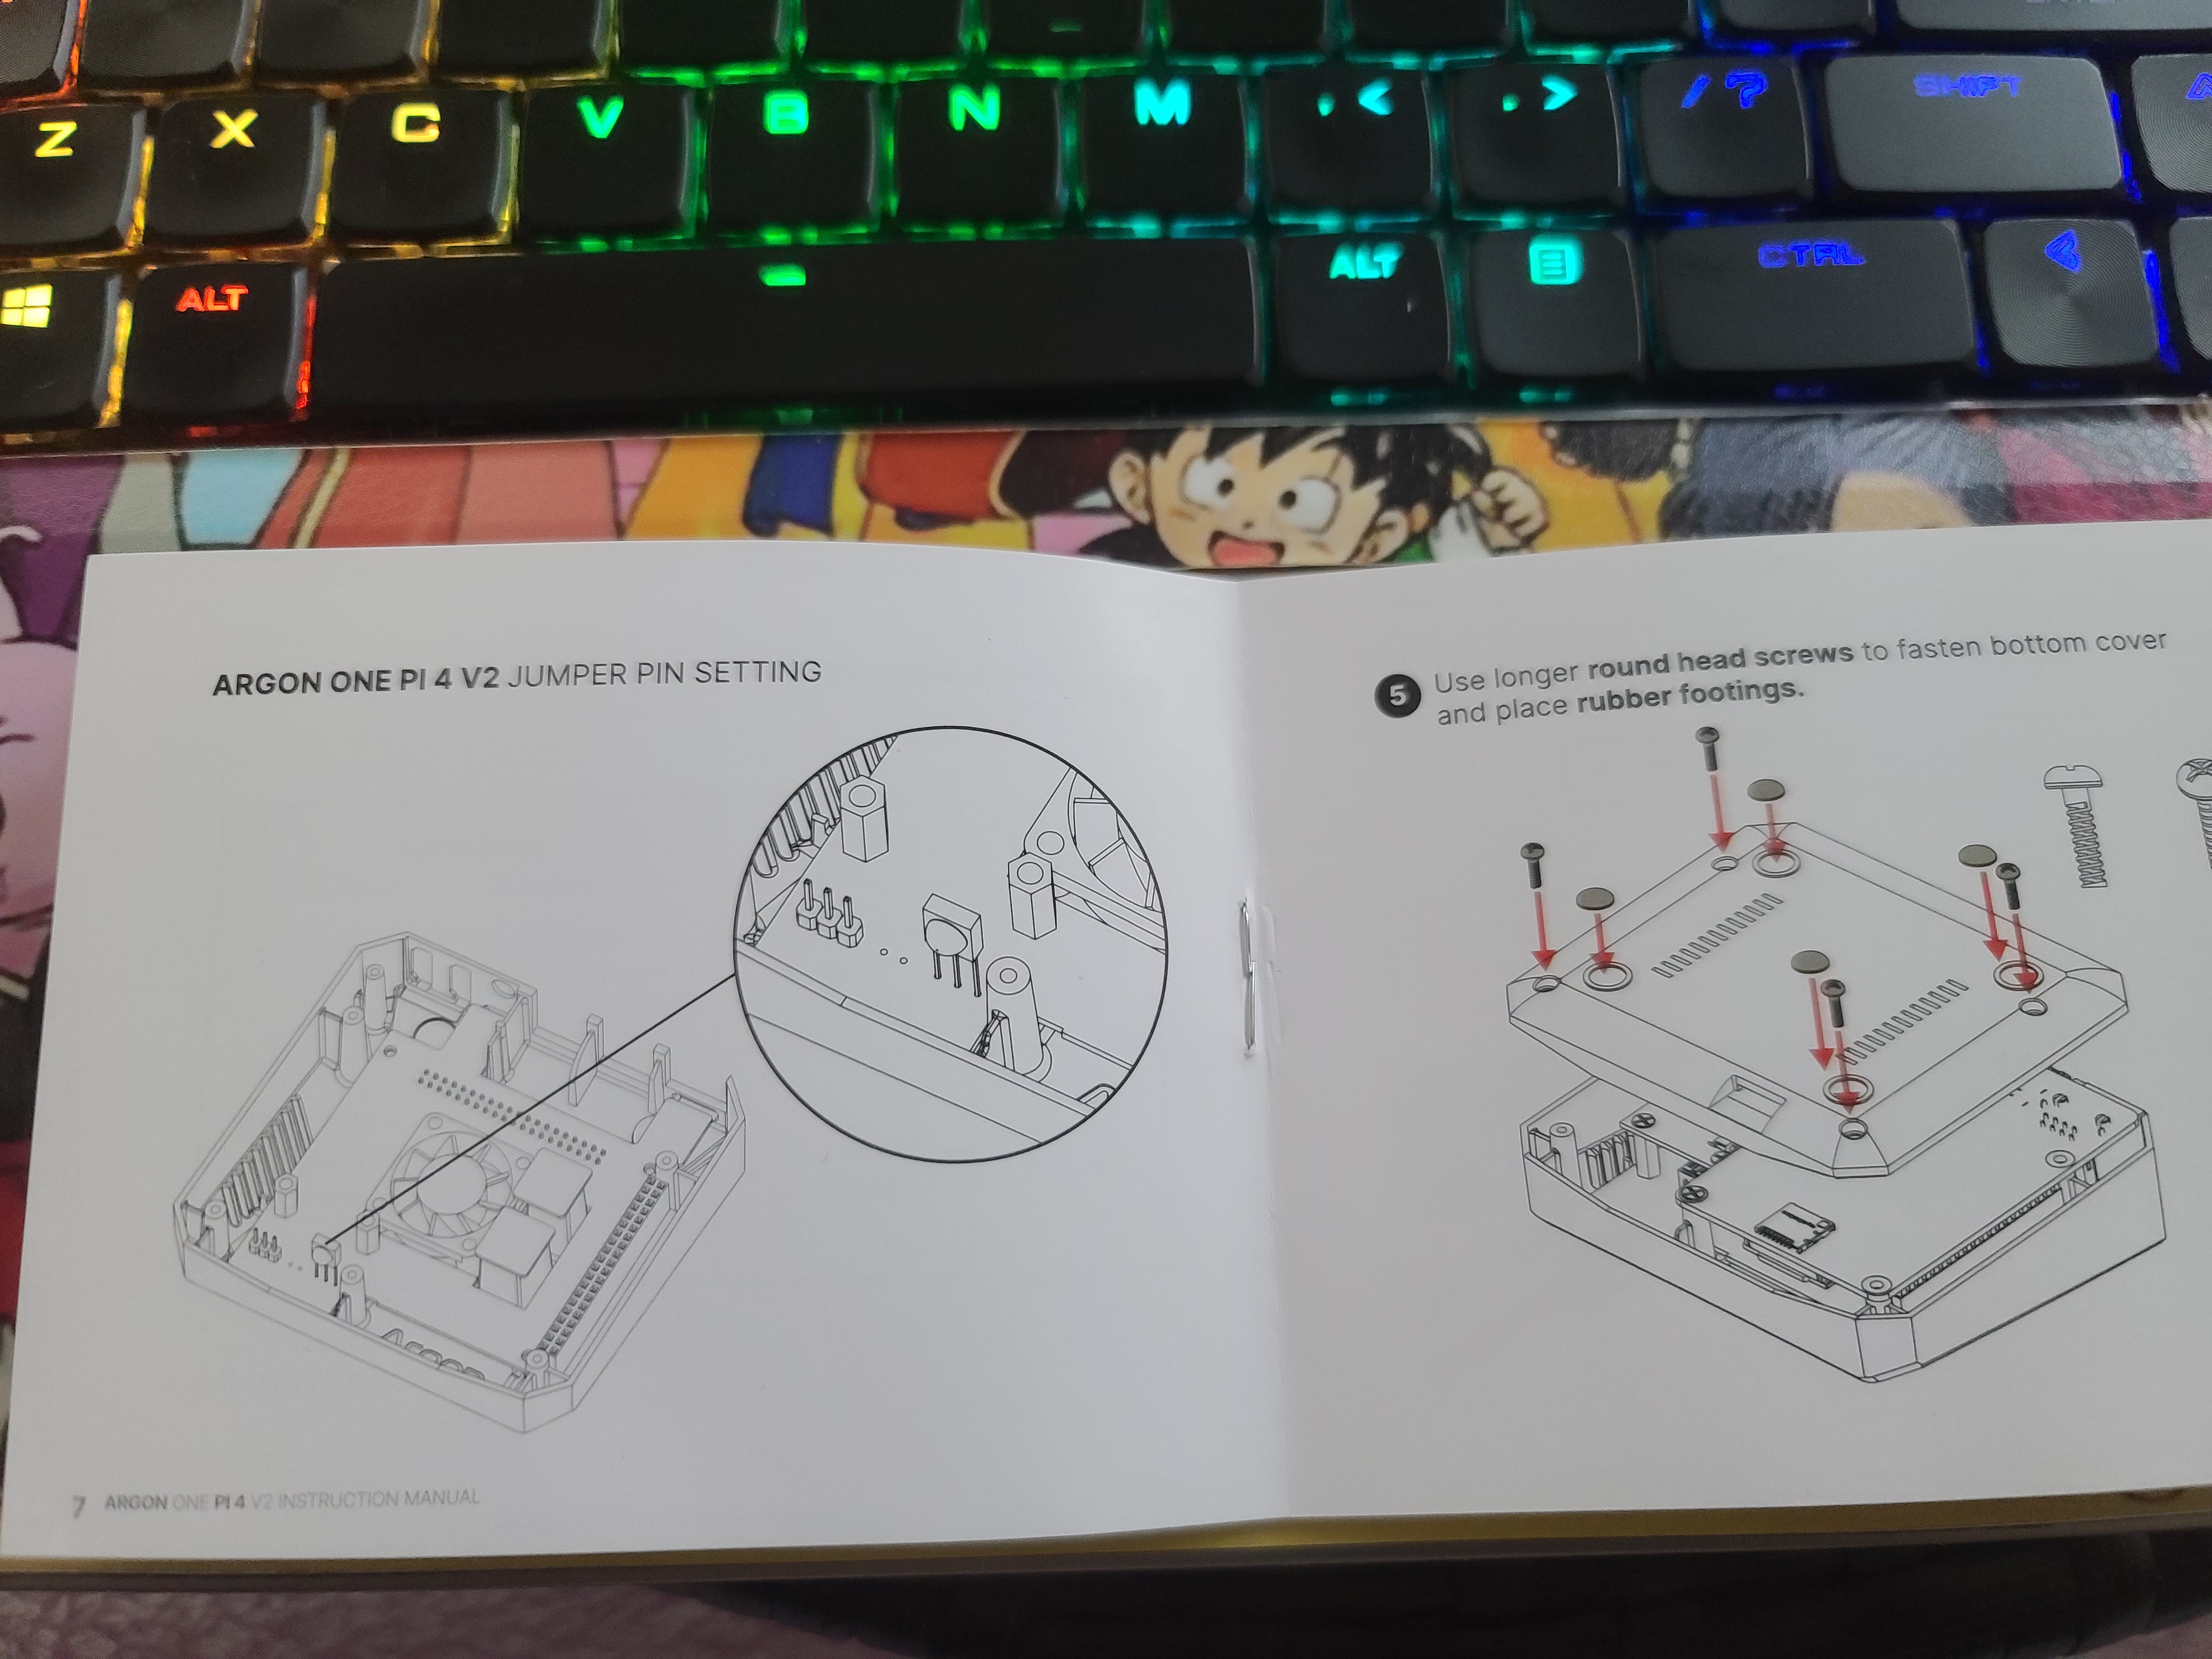 ARGON ONE PI 4 V2 JUMPER PIN SETTING
7 ARGON ONE PI 4 V2 INSTRUCTION MANUAL
5 Use longer round head screws to fasten bottom cover
and place rubber footings.
Z X C V B N M , < . > / ? SHIFT
ALT ALT CTRL